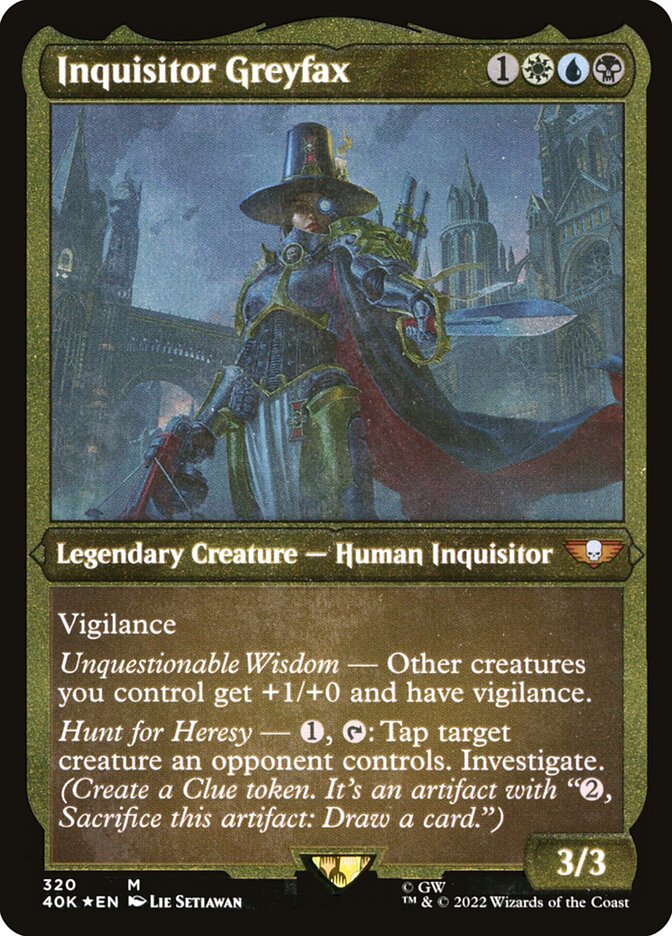 Inquisitor Greyfax 1
Legendary Creature — Human Inquisitor
Vigilance
Unquestionable Wisdom — Other creatures
you control get +1/+0 and have vigilance.
Hunt for Heresy — 1, : Tap target
creature an opponent controls. Investigate.
(Create a Clue token. It's an artifact with “2,
Sacrifice this artifact: Draw a card.”)
3/3
320 M
40K ★ EN Lie Setiawan
© GW
™ & © 2022 Wizards of the Coast